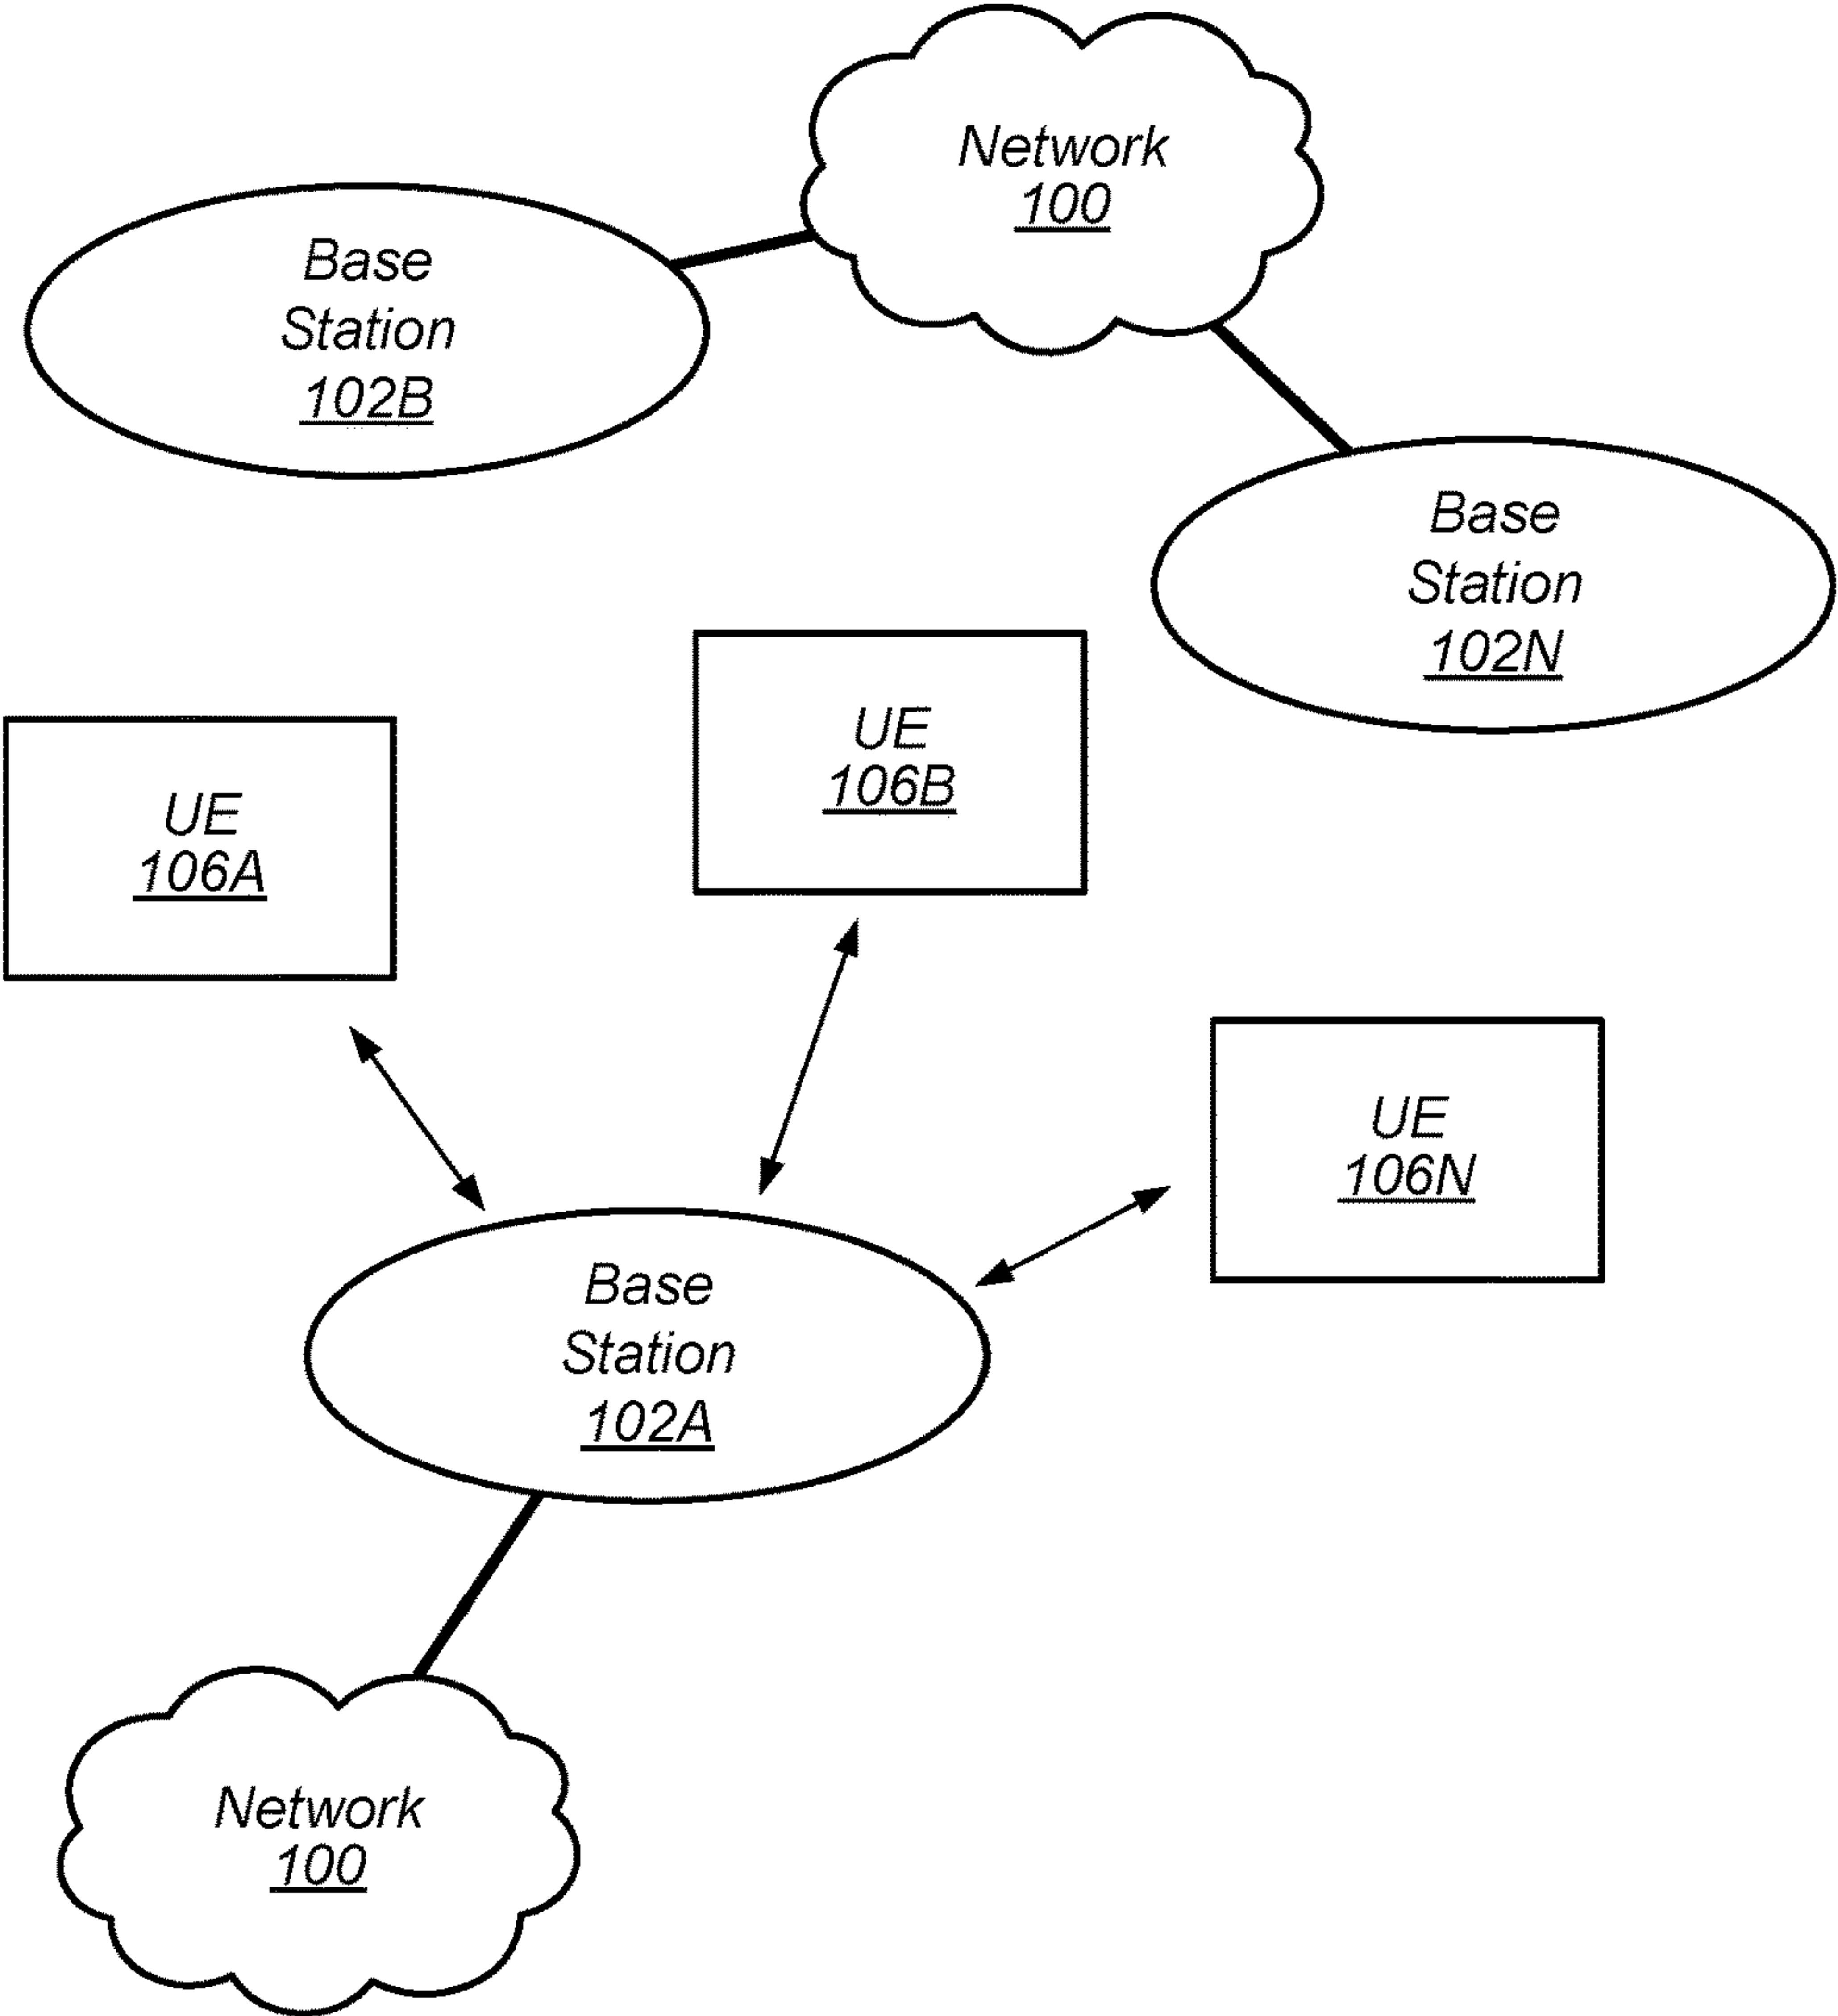 Network
100
Base
Station
102B
Base
Station
102N
UE
106B
UE
106A
UE
106N
Base
Station
102A
Network
100